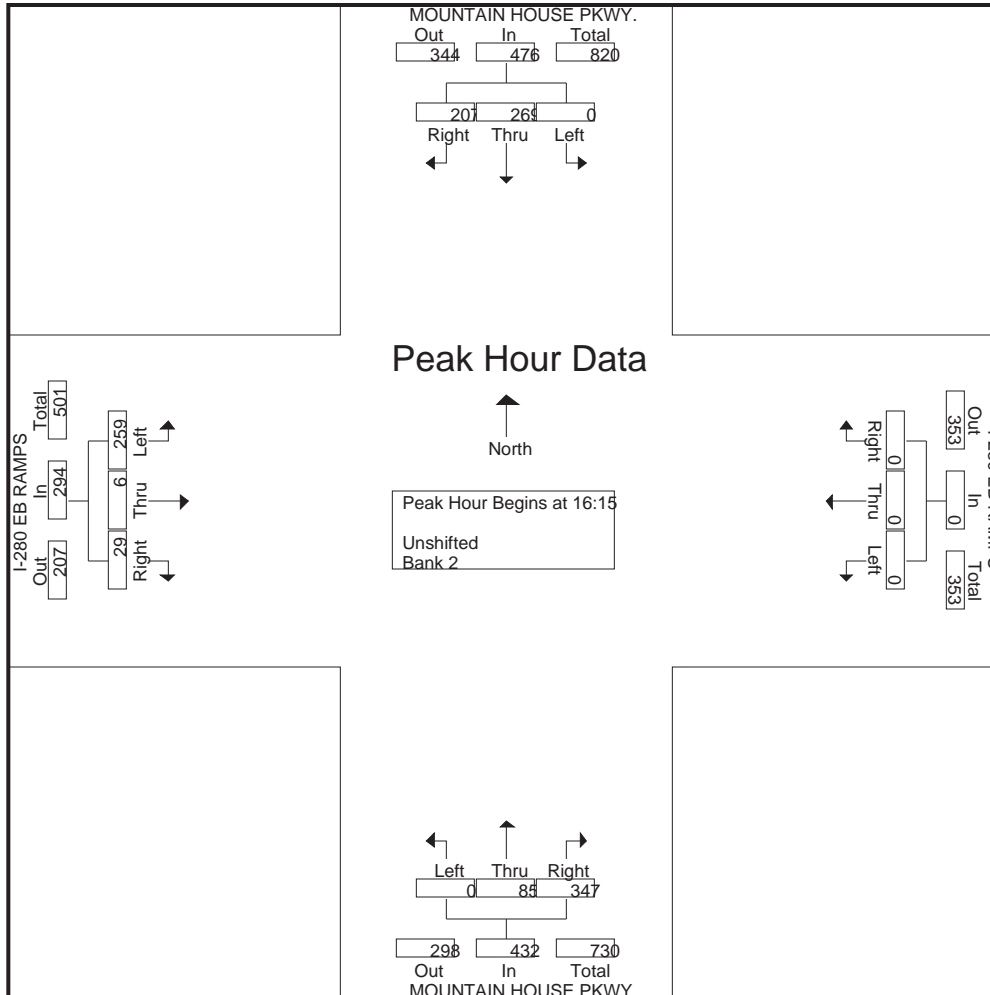 MOUNTAIN HOUSE PKWY.
Out In Total
344 476 820
207 269 0
Right Thru Left
Peak Hour Data
North
Peak Hour Begins at 16:15
Unshifted
Bank 2
I-280 EB RAMPS
Total In Out
501 294 207
259 6 29
Left Thru Right
Out In Total
353 0 353
0 0 0
Right Thru Left
Left Thru Right
0 85 347
298 432 730
Out In Total
MOUNTAIN HOUSE PKWY